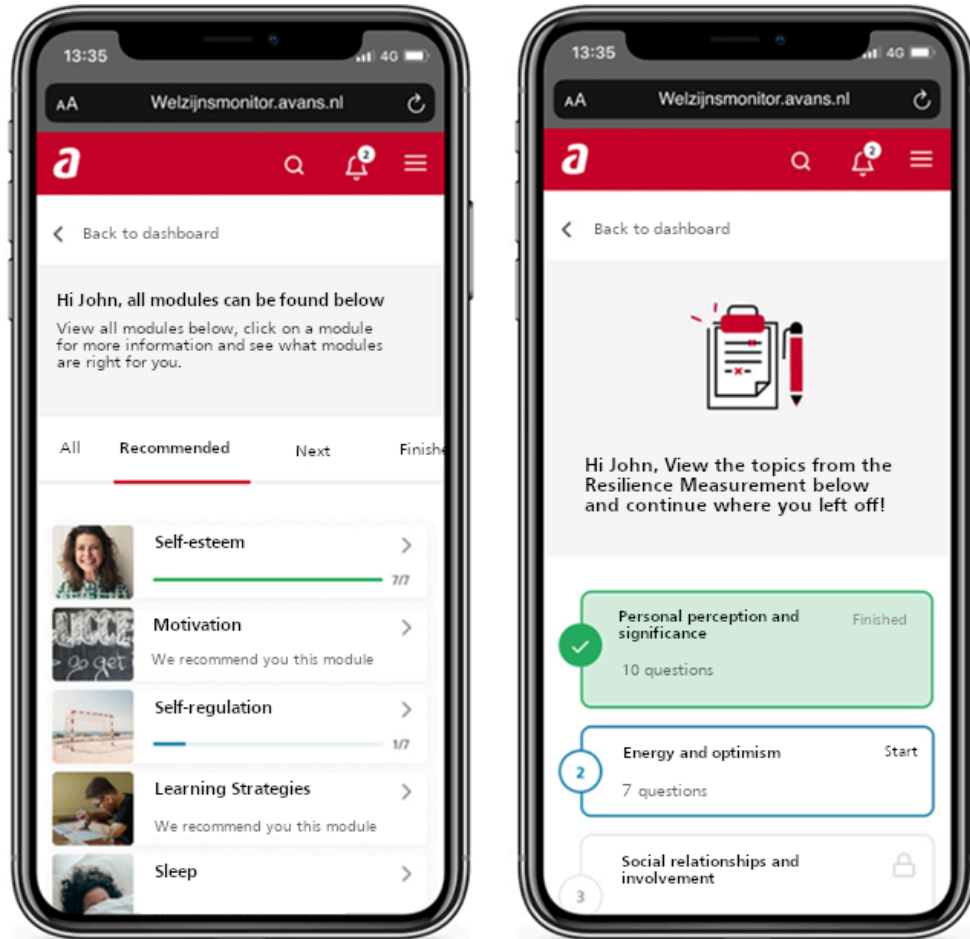 13:35
4G
AA
Welzijnsmonitor.avans.nl
a
2
Back to dashboard
Hi John, all modules can be found below
View all modules below, click on a module
for more information and see what modules
are right for you.
All Recommended Next Finishe
Self-esteem
7/7
Motivation
We recommend you this module
Self-regulation
1/7
Learning Strategies
We recommend you this module
Sleep
go get
13:35
4G
AA
Welzijnsmonitor.avans.nl
a
2
Back to dashboard
Hi John, View the topics from the
Resilience Measurement below
and continue where you left off!
Personal perception and
significance
Finished
10 questions
2
Energy and optimism
Start
7 questions
3
Social relationships and
involvement